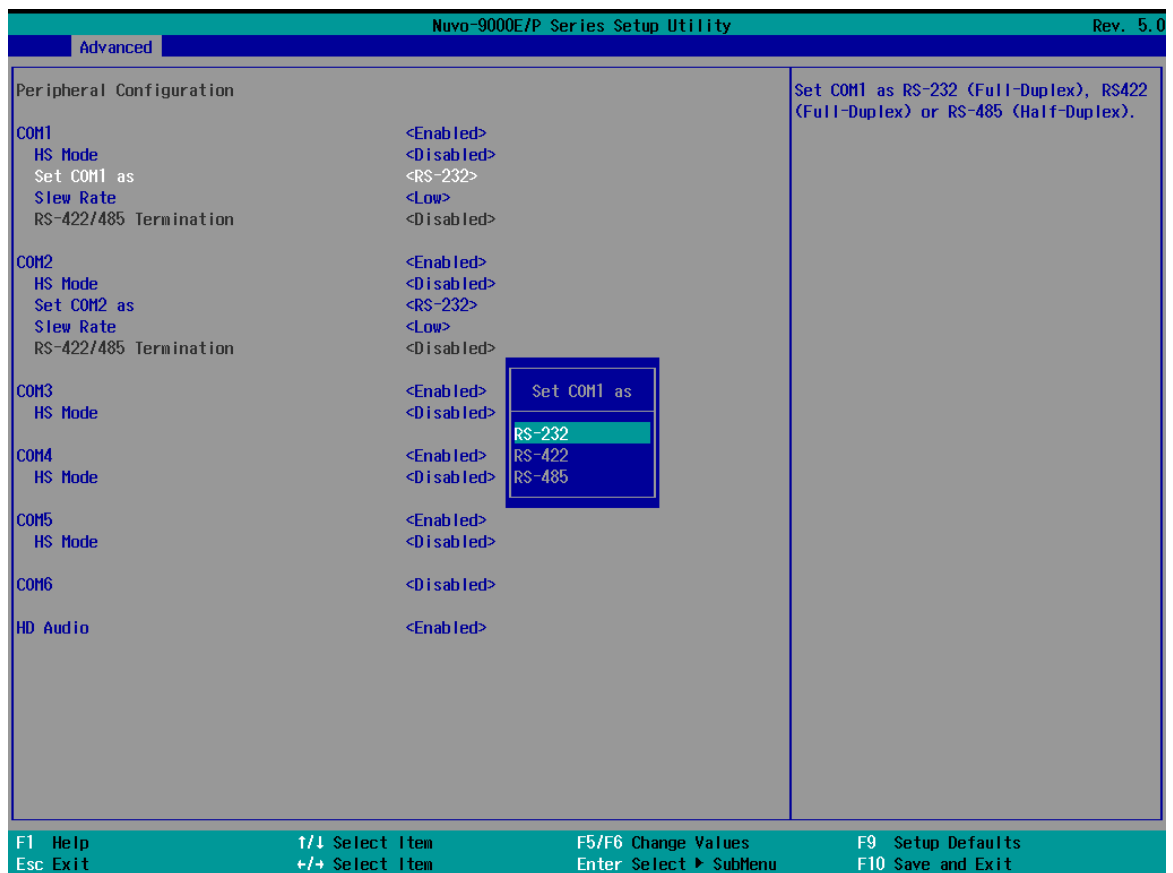 Nuvo-9000E/P Series Setup Utility Rev. 5.0
Advanced
Peripheral Configuration
COM1 <Enabled>
HS Mode <Disabled>
Set COM1 as <RS-232>
Slew Rate <Low>
RS-422/485 Termination <Disabled>
COM2 <Enabled>
HS Mode <Disabled>
Set COM2 as <RS-232>
Slew Rate <Low>
RS-422/485 Termination <Disabled>
COM3 <Enabled>
HS Mode <Disabled>
COM4 <Enabled>
HS Mode <Disabled>
COM5 <Enabled>
HS Mode <Disabled>
COM6 <Disabled>
HD Audio <Enabled>
Set COM1 as
RS-232
RS-422
RS-485
Set COM1 as RS-232 (Full-Duplex), RS422
(Full-Duplex) or RS-485 (Half-Duplex).
F1 Help ↑/↓ Select Item F5/F6 Change Values F9 Setup Defaults
Esc Exit ←/→ Select Item Enter Select ► SubMenu F10 Save and Exit